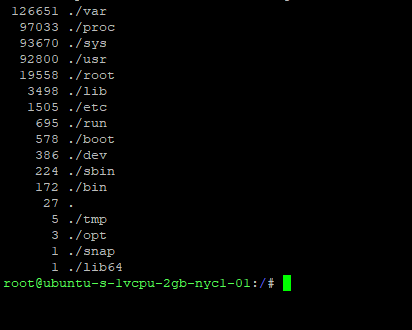 126651 ./var
97033 ./proc
93670 ./sys
92800 ./usr
19558 ./root
3498 ./lib
1505 ./etc
695 ./run
578 ./boot
386 ./dev
224 ./sbin
172 ./bin
27 .
5 ./tmp
3 ./opt
1 ./snap
1 ./lib64
root@ubuntu-s-1vcpu-2gb-nyc1-01:/#